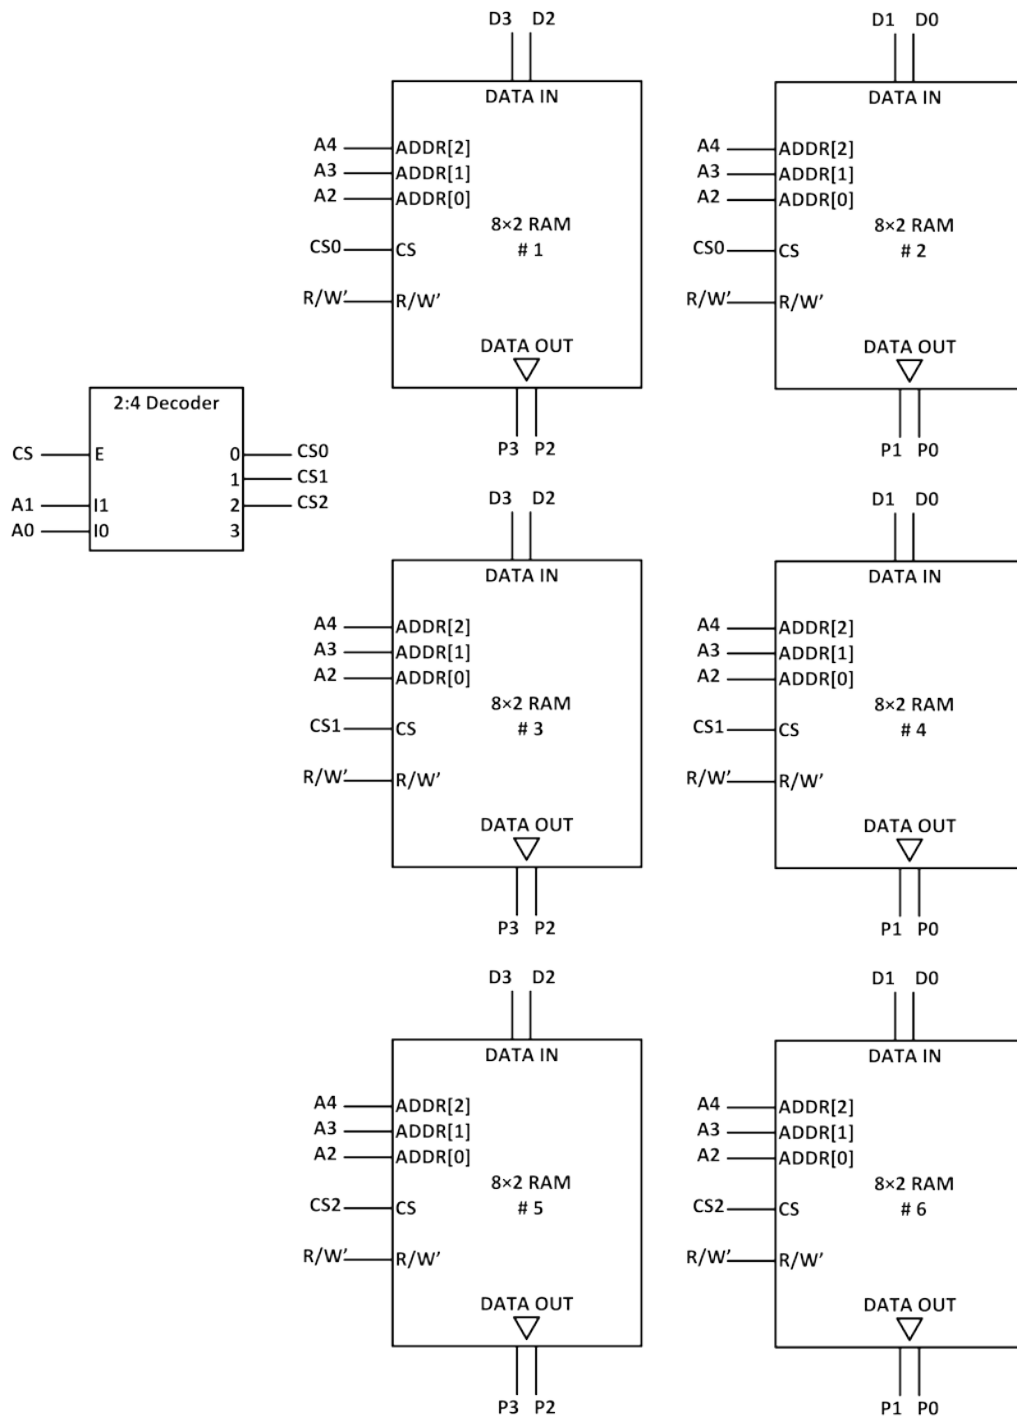 D3 D2
DATA IN
A4 ADDR[2]
A3 ADDR[1]
A2 ADDR[0]
8×2 RAM
# 1
CS0 CS
R/W' R/W'
DATA OUT
P3 P2
D1 D0
DATA IN
A4 ADDR[2]
A3 ADDR[1]
A2 ADDR[0]
8×2 RAM
# 2
CS0 CS
R/W' R/W'
DATA OUT
P1 P0
2:4 Decoder
CS E 0 CS0
1 CS1
A1 I1 2 CS2
A0 I0 3
D3 D2
DATA IN
A4 ADDR[2]
A3 ADDR[1]
A2 ADDR[0]
8×2 RAM
# 3
CS1 CS
R/W' R/W'
DATA OUT
P3 P2
D1 D0
DATA IN
A4 ADDR[2]
A3 ADDR[1]
A2 ADDR[0]
8×2 RAM
# 4
CS1 CS
R/W' R/W'
DATA OUT
P1 P0
D3 D2
DATA IN
A4 ADDR[2]
A3 ADDR[1]
A2 ADDR[0]
8×2 RAM
# 5
CS2 CS
R/W' R/W'
DATA OUT
P3 P2
D1 D0
DATA IN
A4 ADDR[2]
A3 ADDR[1]
A2 ADDR[0]
8×2 RAM
# 6
CS2 CS
R/W' R/W'
DATA OUT
P1 P0